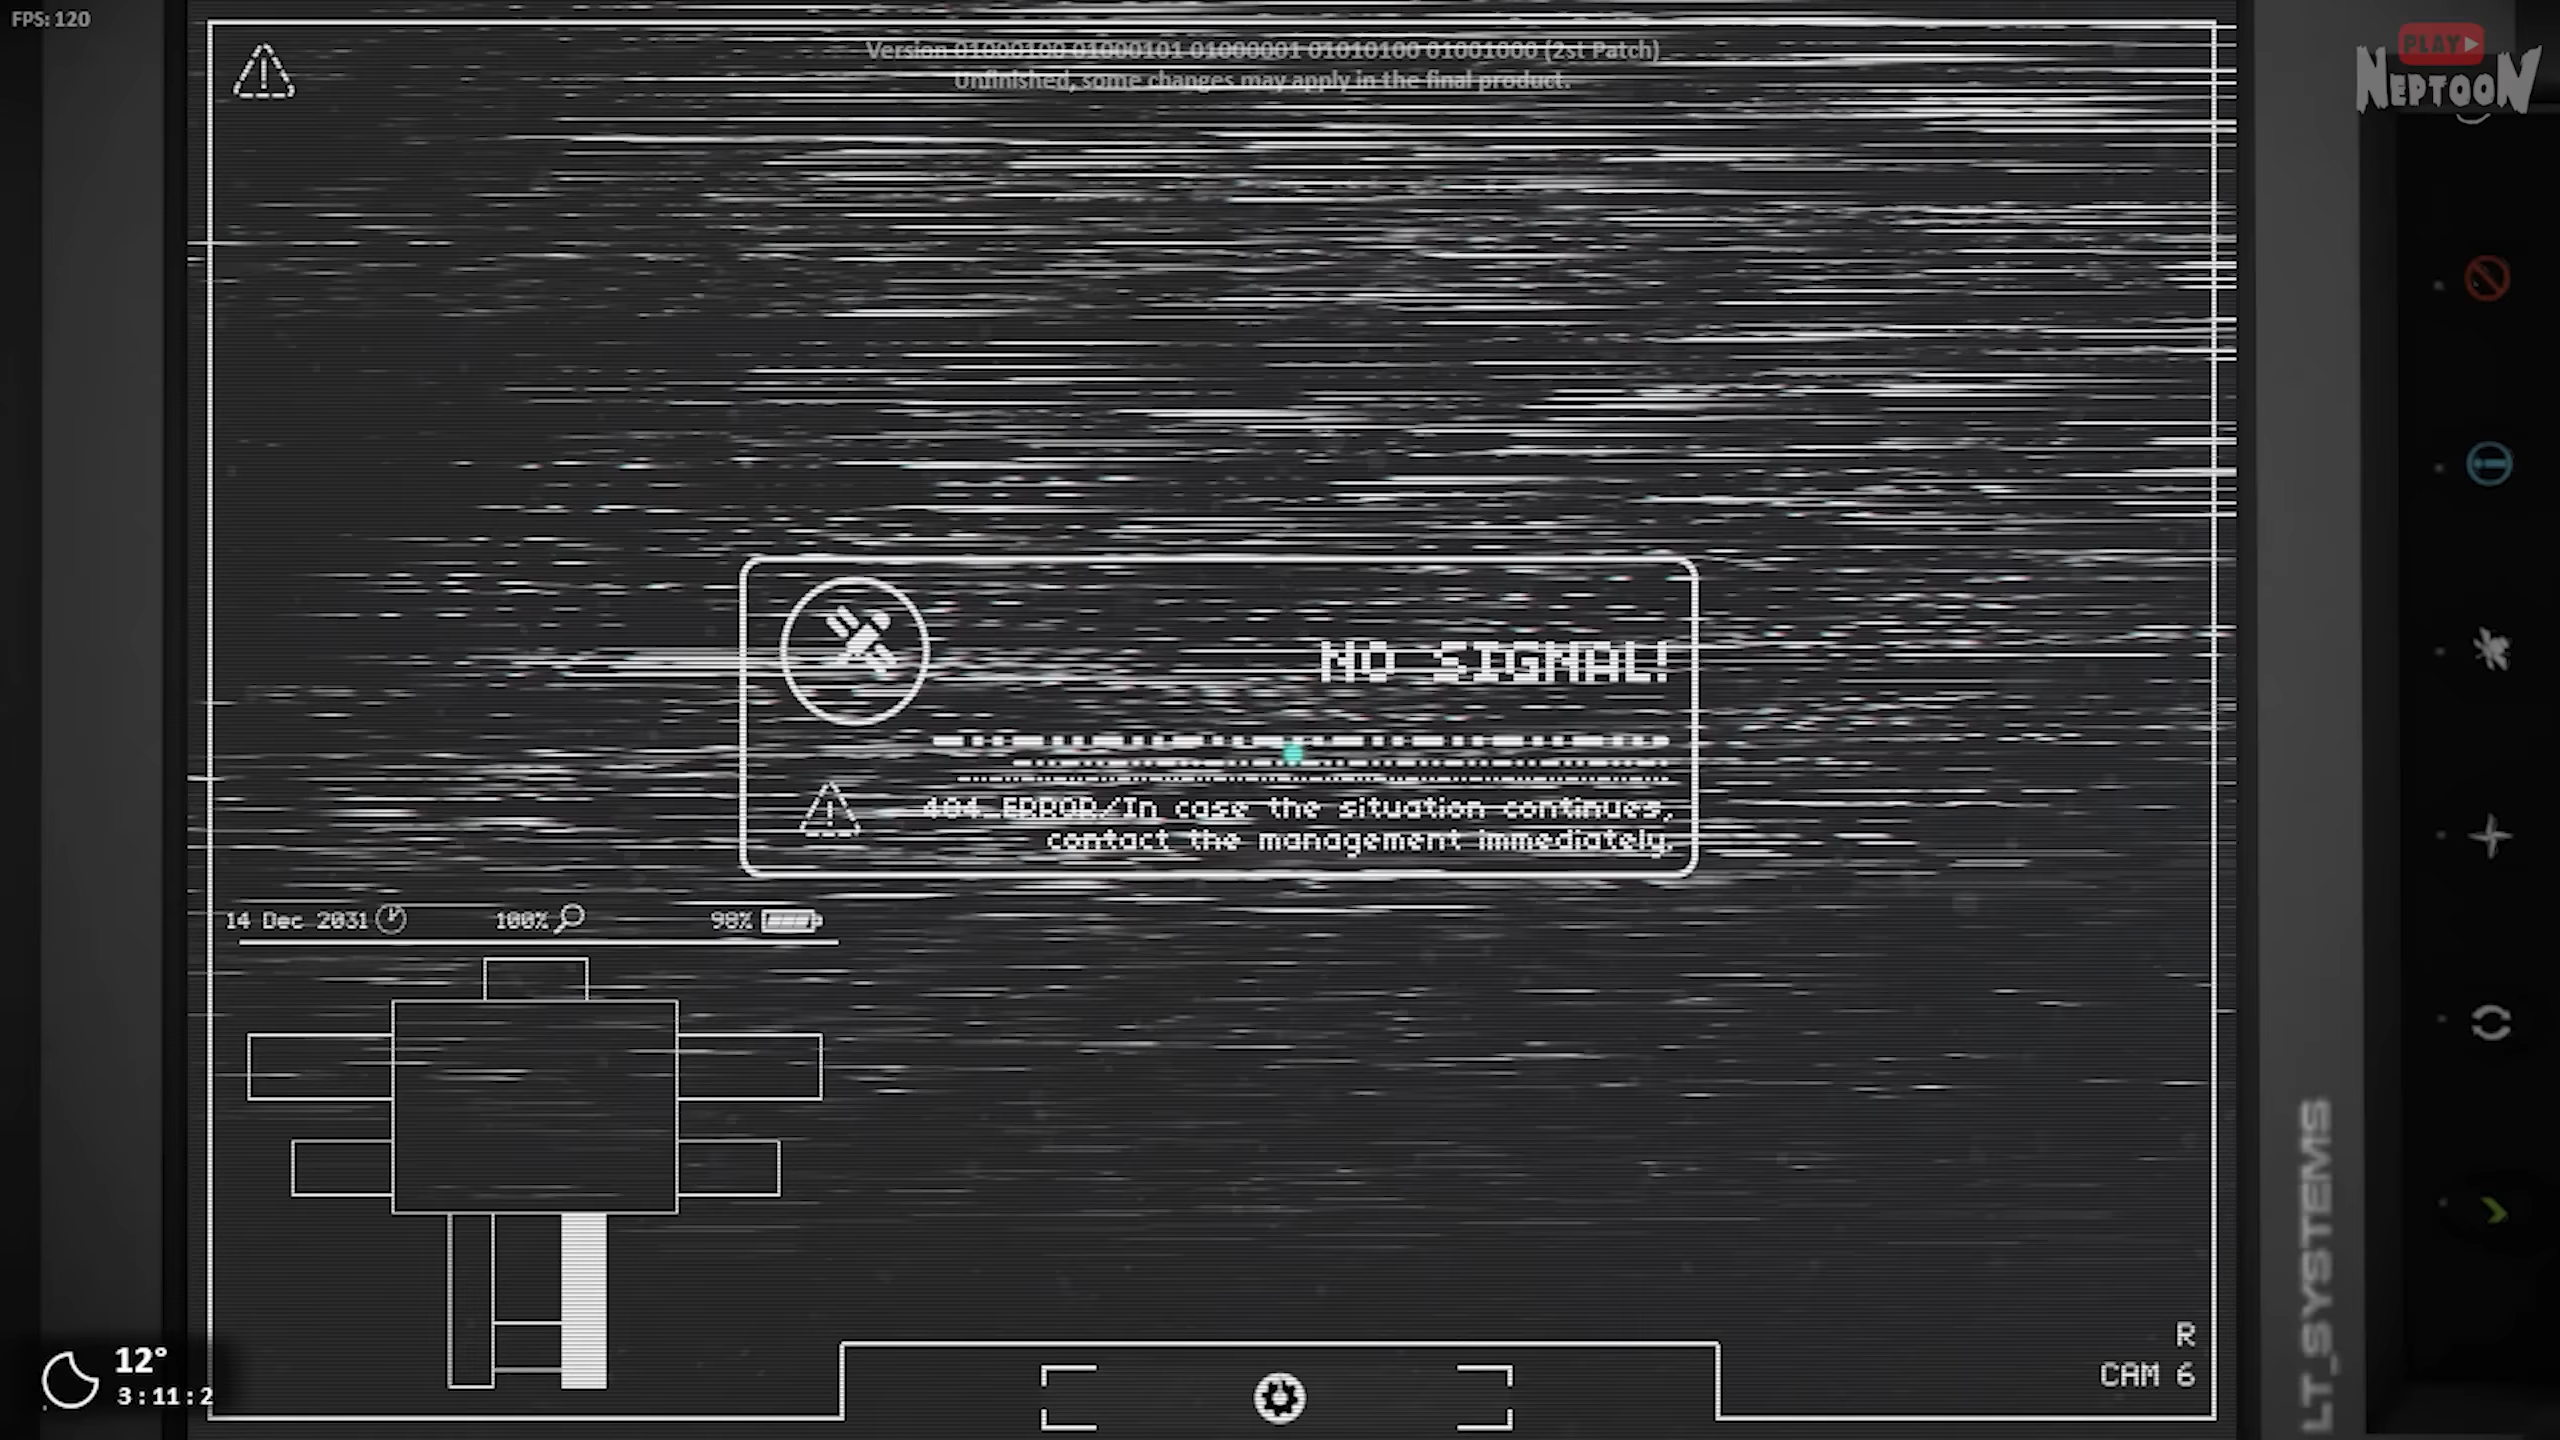 FPS: 120
Version 01000100 01000101 01000001 01010100 01001000 (2st Patch)
Unfinished, some changes may apply in the final product.
PLAY
NEPTOON
NO SIGNAL!
404_ERROR/In case the situation continues,
contact the management immediately.
14 Dec 2031
100%
98%
R
CAM 6
12°
3:11:2
LT_SYSTEMS